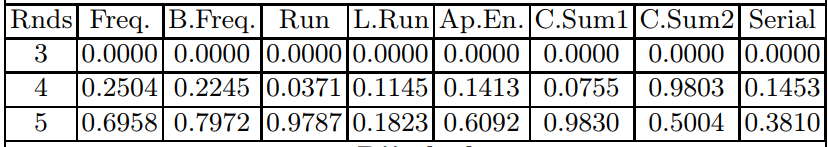 Rnds Freq. B.Freq. Run L.Run Ap.En. C.Sum1 C.Sum2 Serial
3 0.0000 0.0000 0.0000 0.0000 0.0000 0.0000 0.0000 0.0000
4 0.2504 0.2245 0.0371 0.1145 0.1413 0.0755 0.9803 0.1453
5 0.6958 0.7972 0.9787 0.1823 0.6092 0.9830 0.5004 0.3810